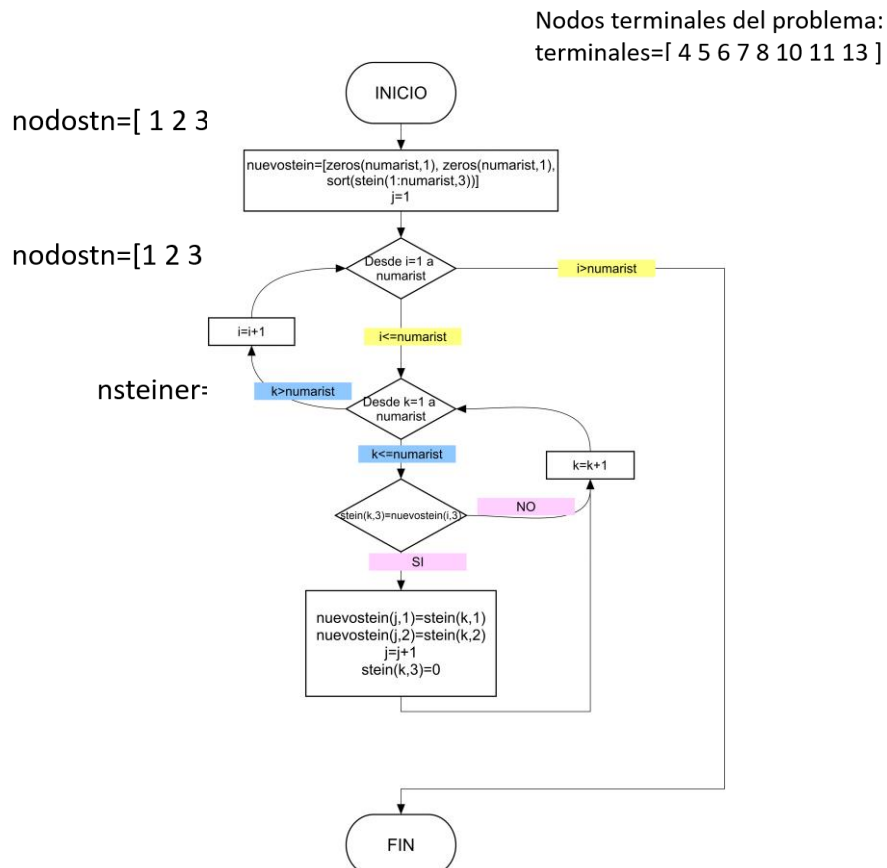 Nodos terminales del problema:
terminales=[ 4 5 6 7 8 10 11 13 ]
INICIO
nodostn=[ 1 2 3
nuevostein=[zeros(numarist,1), zeros(numarist,1),
sort(stein(1:numarist,3))]
j=1
nodostn=[1 2 3
Desde i=1 a
numarist
i>numarist
i=i+1
i<=numarist
nsteiner=
k>numarist
Desde k=1 a
numarist
k<=numarist
k=k+1
stein(k,3)=nuevostein(i,3)
NO
SI
nuevostein(j,1)=stein(k,1)
nuevostein(j,2)=stein(k,2)
j=j+1
stein(k,3)=0
FIN